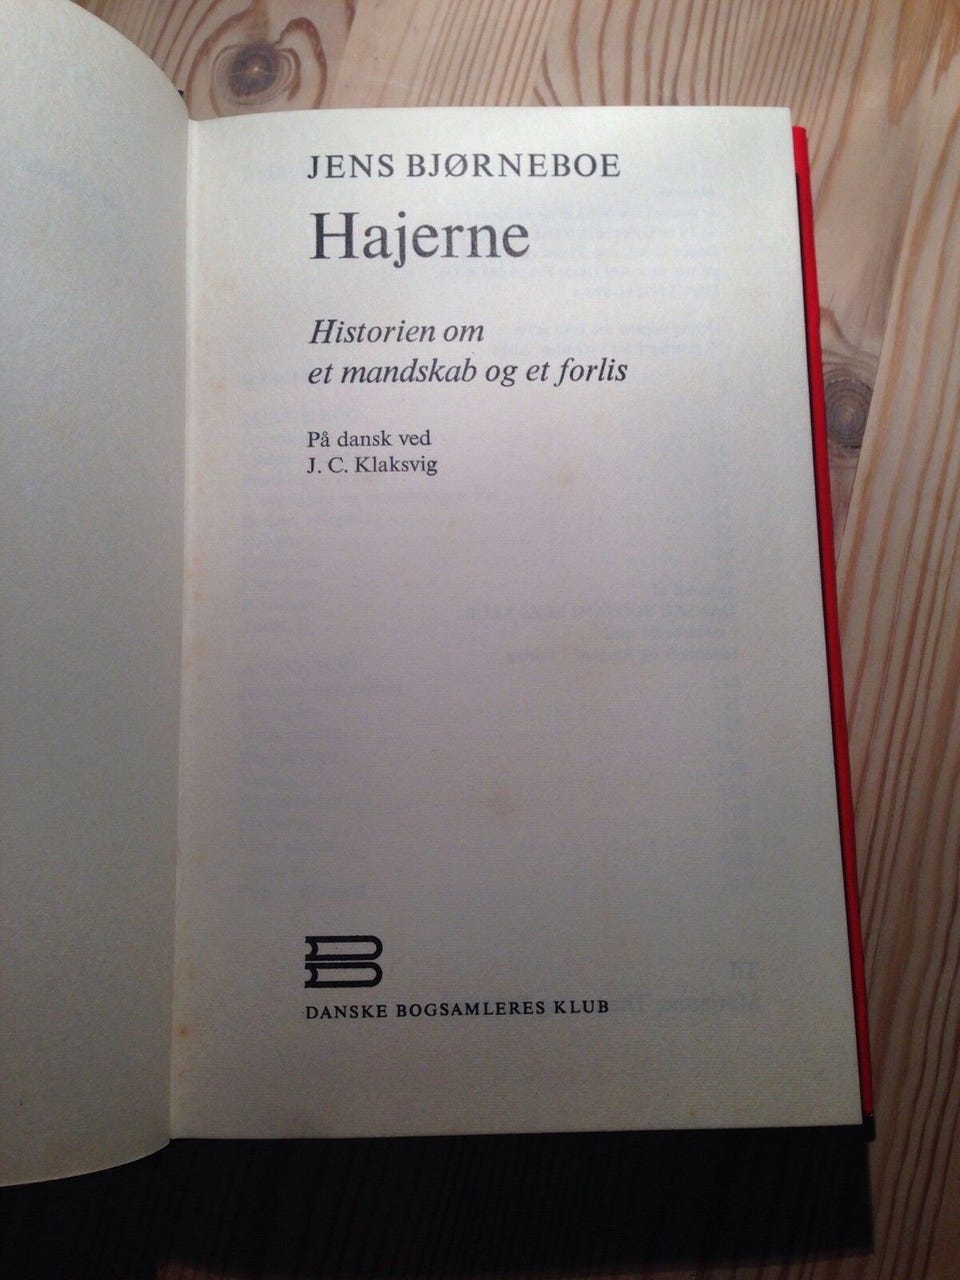 JENS BJØRNEBOE
Hajerne
Historien om
et mandskab og et forlis
På dansk ved
J. C. Klaksvig
DANSKE BOGSAMLERES KLUB